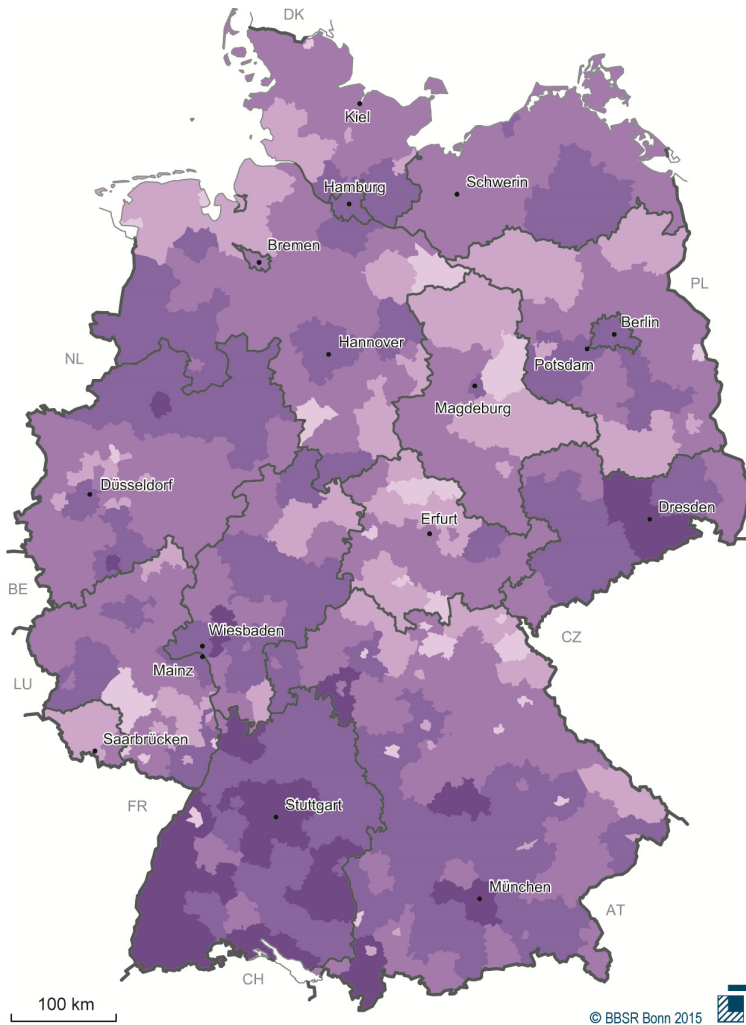 DK
Kiel
Hamburg
Schwerin
Bremen
PL
Berlin
Hannover
NL
Potsdam
Magdeburg
Düsseldorf
Dresden
Erfurt
BE
Wiesbaden
CZ
Mainz
LU
Saarbrücken
FR
Stuttgart
München
AT
CH
100 km
© BBSR Bonn 2015